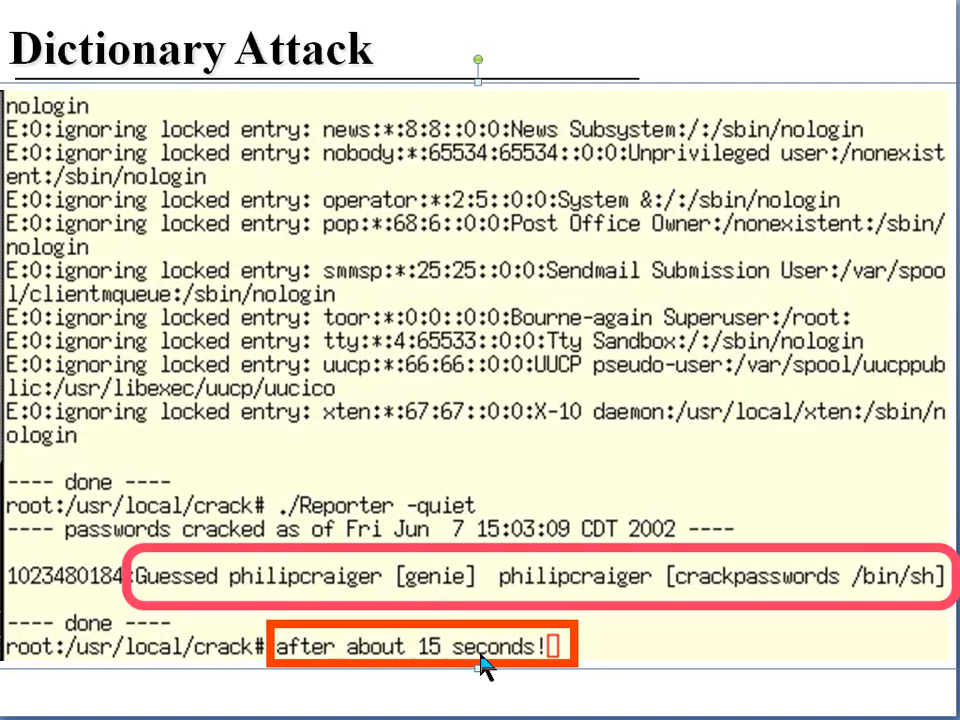 Dictionary Attack
nologin
E:0:ignoring locked entry: news:*:8:8::0:0:News Subsystem:/:/sbin/nologin
E:0:ignoring locked entry: nobody:*:65534:65534::0:0:Unprivileged user:/nonexist
ent:/sbin/nologin
E:0:ignoring locked entry: operator:*:2:5::0:0:System &:/:/sbin/nologin
E:0:ignoring locked entry: pop:*:68:6::0:0:Post Office Owner:/nonexistent:/sbin/
nologin
E:0:ignoring locked entry: smmsp:*:25:25::0:0:Sendmail Submission User:/var/spoo
l/clientmqueue:/sbin/nologin
E:0:ignoring locked entry: toor:*:0:0::0:0:Bourne-again Superuser:/root:
E:0:ignoring locked entry: tty:*:4:65533::0:0:Tty Sandbox:/:/sbin/nologin
E:0:ignoring locked entry: uucp:*:66:66::0:0:UUCP pseudo-user:/var/spool/uucppub
lic:/usr/libexec/uucp/uucico
E:0:ignoring locked entry: xten:*:67:67::0:0:X-10 daemon:/usr/local/xten:/sbin/n
ologin
---- done ----
root:/usr/local/crack# ./Reporter -quiet
---- passwords cracked as of Fri Jun  7 15:03:09 CDT 2002 ----
1023480184:Guessed philipcraiger [genie]  philipcraiger [crackpasswords /bin/sh]
---- done ----
root:/usr/local/crack# after about 15 seconds!